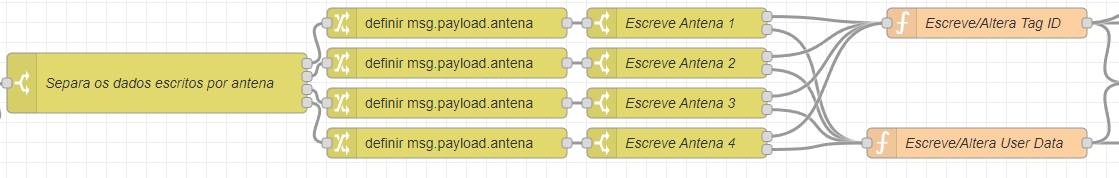 Separa os dados escritos por antena
definir msg.payload.antena
Escreve Antena 1
definir msg.payload.antena
Escreve Antena 2
definir msg.payload.antena
Escreve Antena 3
definir msg.payload.antena
Escreve Antena 4
Escreve/Altera Tag ID
Escreve/Altera User Data